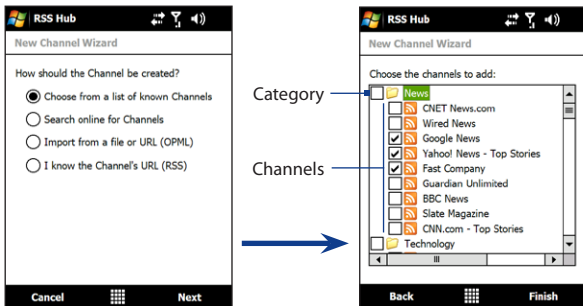 RSS Hub
New Channel Wizard
How should the Channel be created?
Choose from a list of known Channels
Search online for Channels
Import from a file or URL (OPML)
I know the Channel's URL (RSS)
Cancel
Next
Category
Channels
RSS Hub
New Channel Wizard
Choose the channels to add:
News
CNET News.com
Wired News
Google News
Yahoo! News - Top Stories
Fast Company
Guardian Unlimited
BBC News
Slate Magazine
CNN.com - Top Stories
Technology
Back
Finish